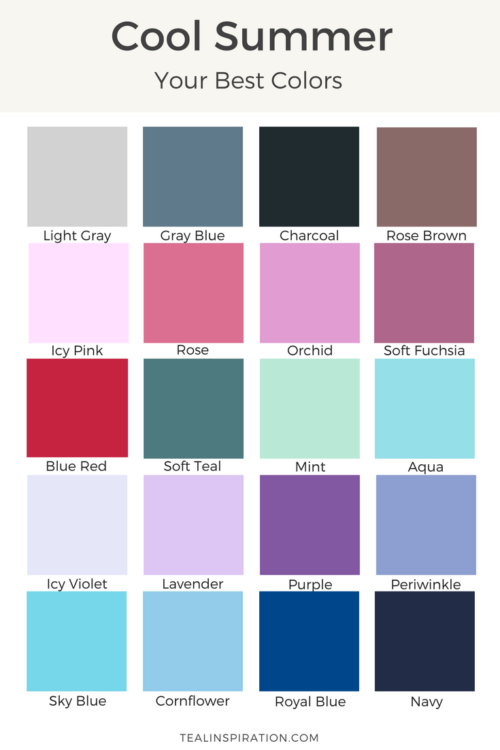 Cool Summer
Your Best Colors
Light Gray Gray Blue Charcoal Rose Brown
Icy Pink Rose Orchid Soft Fuchsia
Blue Red Soft Teal Mint Aqua
Icy Violet Lavender Purple Periwinkle
Sky Blue Cornflower Royal Blue Navy
TEALINSPIRATION.COM